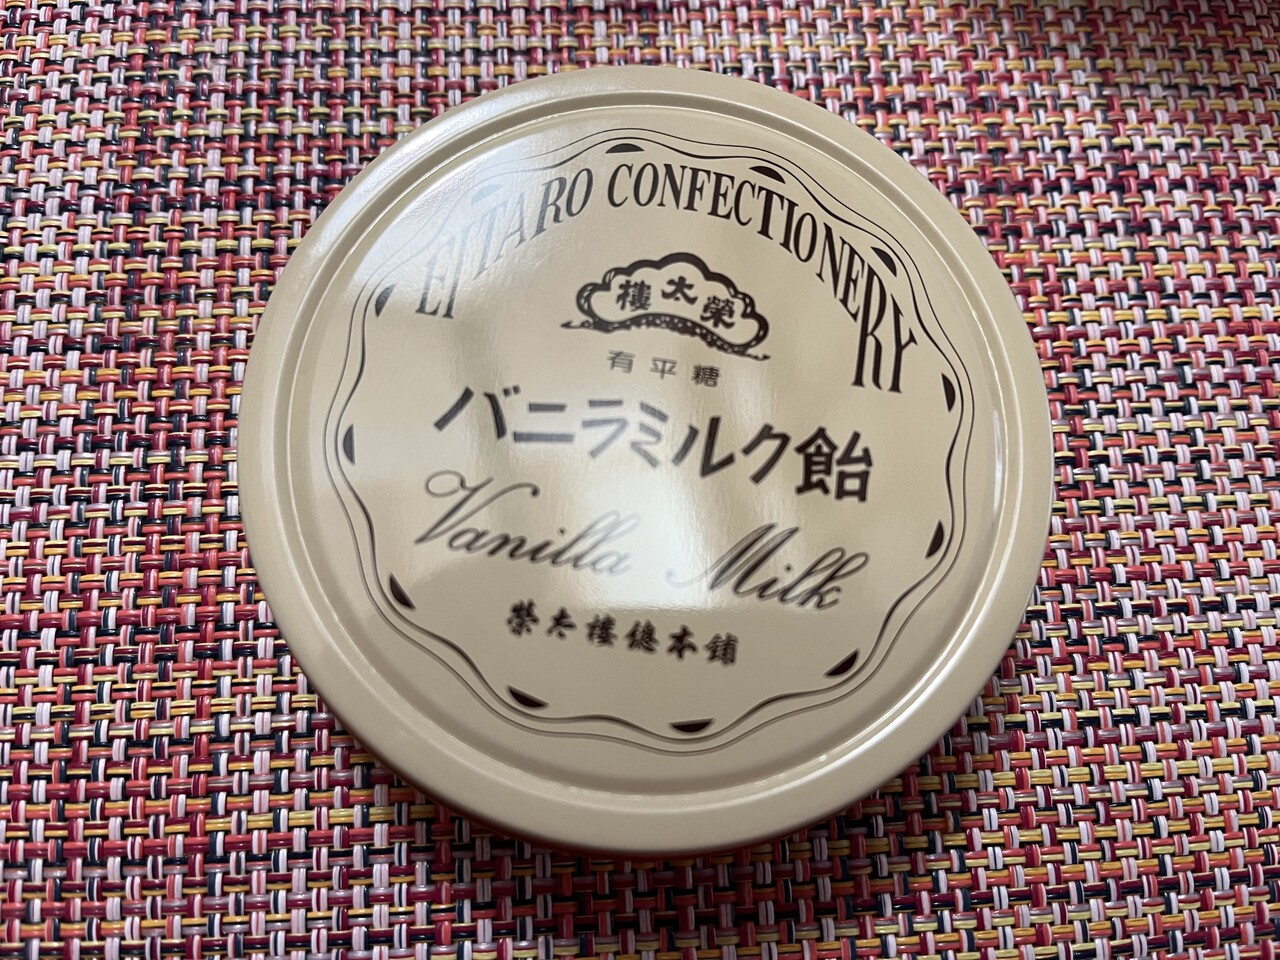 EITARO CONFECTIONERY
樓太榮
有平糖
バニラミルク飴
Vanilla Milk
榮太樓總本鋪